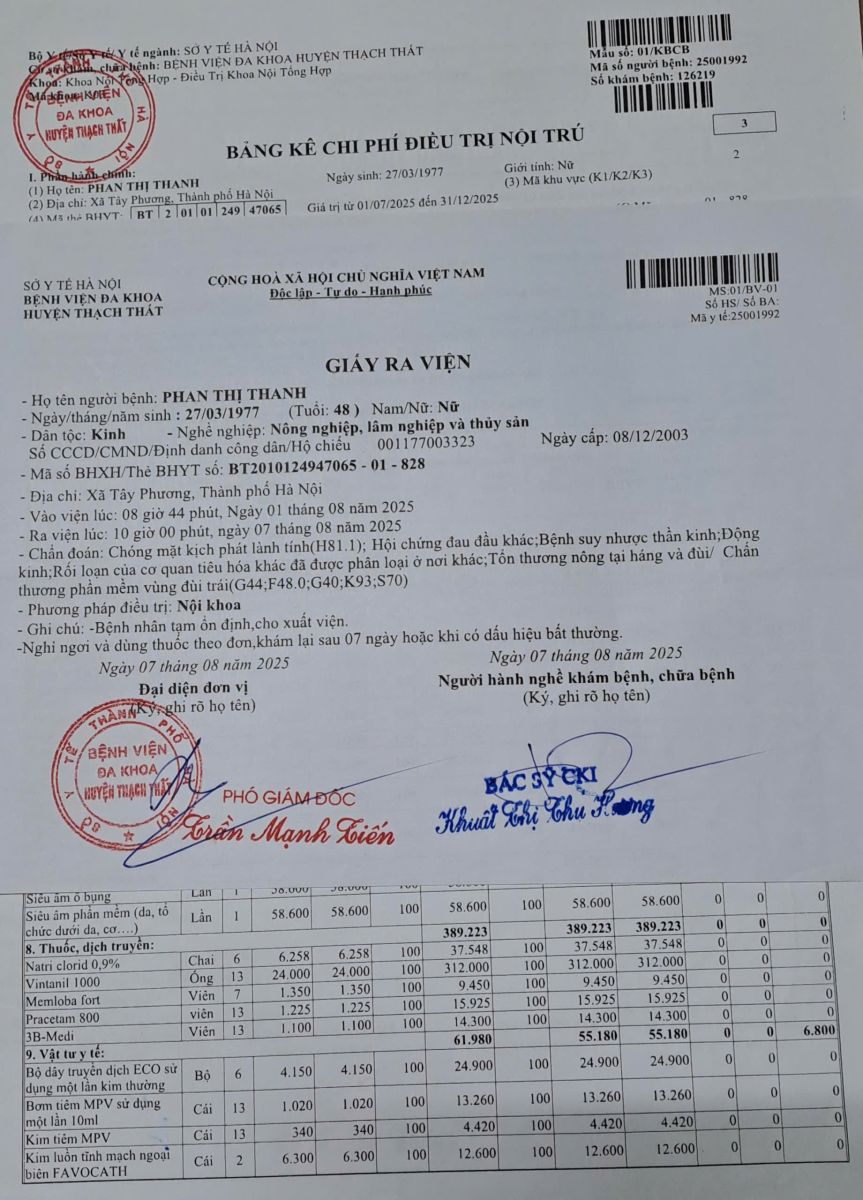 Bộ Y tế/Sở Y tế/ Y tế ngành: SỞ Y TẾ HÀ NỘI
Cơ sở khám, chữa bệnh: BỆNH VIỆN ĐA KHOA HUYỆN THẠCH THẤT
Khoa: Khoa Nội Tổng Hợp - Điều Trị Khoa Nội Tổng Hợp
Mã khoa:
BỆNH VIỆN
ĐA KHOA
HUYỆN THẠCH THẤT
Mẫu số: 01/KBCB
Mã số người bệnh: 25001992
Số khám bệnh: 126219
BẢNG KÊ CHI PHÍ ĐIỀU TRỊ NỘI TRÚ
3
I. Phần hành chính:
(1) Họ tên: PHAN THỊ THANH Ngày sinh: 27/03/1977 Giới tính: Nữ 2
(2) Địa chỉ: Xã Tây Phương, Thành phố Hà Nội (3) Mã khu vực (K1/K2/K3)
(4) Mã thẻ BHYT: BT 2 01 01 249 47065 Giá trị từ 01/07/2025 đến 31/12/2025
SỞ Y TẾ HÀ NỘI
BỆNH VIỆN ĐA KHOA
HUYỆN THẠCH THẤT
CỘNG HOÀ XÃ HỘI CHỦ NGHĨA VIỆT NAM
Độc lập - Tự do - Hạnh phúc
MS:01/BV-01
Số HS/ Số BA:
Mã y tế:25001992
GIẤY RA VIỆN
- Họ tên người bệnh: PHAN THỊ THANH
- Ngày/tháng/năm sinh : 27/03/1977 (Tuổi: 48 ) Nam/Nữ: Nữ
- Dân tộc: Kinh - Nghề nghiệp: Nông nghiệp, lâm nghiệp và thủy sản
Số CCCD/CMND/Định danh công dân/Hộ chiếu 001177003323 Ngày cấp: 08/12/2003
- Mã số BHXH/Thẻ BHYT số: BT2010124947065 - 01 - 828
- Địa chỉ: Xã Tây Phương, Thành phố Hà Nội
- Vào viện lúc: 08 giờ 44 phút, Ngày 01 tháng 08 năm 2025
- Ra viện lúc: 10 giờ 00 phút, ngày 07 tháng 08 năm 2025
- Chẩn đoán: Chóng mặt kịch phát lành tính(H81.1); Hội chứng đau đầu khác;Bệnh suy nhược thần kinh;Động
kinh;Rối loạn của cơ quan tiêu hóa khác đã được phân loại ở nơi khác;Tổn thương nông tại háng và đùi/ Chấn
thương phần mềm vùng đùi trái(G44;F48.0;G40;K93;S70)
- Phương pháp điều trị: Nội khoa
- Ghi chú: -Bệnh nhân tạm ổn định,cho xuất viện.
-Nghỉ ngơi và dùng thuốc theo đơn,khám lại sau 07 ngày hoặc khi có dấu hiệu bất thường.
Ngày 07 tháng 08 năm 2025
Đại diện đơn vị
(Ký, ghi rõ họ tên)
Ngày 07 tháng 08 năm 2025
Người hành nghề khám bệnh, chữa bệnh
(Ký, ghi rõ họ tên)
SỞ Y TẾ THÀNH PHỐ HÀ NỘI
BỆNH VIỆN
ĐA KHOA
HUYỆN THẠCH THẤT
PHÓ GIÁM ĐỐC
Trần Mạnh Tiến
BÁC SỸ CKI
Khuất Thị Thu Hương
Siêu âm ổ bụng Lần 1 58.000 58.000 100
Siêu âm phần mềm (da, tổ chức dưới da, cơ….) Lần 1 58.600 58.600 100 58.600 100 58.600 58.600 0 0 0
389.223 389.223 389.223 0 0 0
8. Thuốc, dịch truyền:
Natri clorid 0,9% Chai 6 6.258 6.258 100 37.548 100 37.548 37.548 0 0 0
Vintanil 1000 Ống 13 24.000 24.000 100 312.000 100 312.000 312.000 0 0 0
Memloba fort Viên 7 1.350 1.350 100 9.450 100 9.450 9.450 0 0 0
Pracetam 800 viên 13 1.225 1.225 100 15.925 100 15.925 15.925 0 0 0
3B-Medi Viên 13 1.100 1.100 100 14.300 100 14.300 14.300 0 0 0
9. Vật tư y tế: 61.980 55.180 55.180 0 0 6.800
Bộ dây truyền dịch ECO sử dụng một lần kim thường Bộ 6 4.150 4.150 100 24.900 100 24.900 24.900 0 0 0
Bơm tiêm MPV sử dụng một lần 10ml Cái 13 1.020 1.020 100 13.260 100 13.260 13.260 0 0 0
Kim tiêm MPV Cái 13 340 340 100 4.420 100 4.420 4.420 0 0 0
Kim luồn tĩnh mạch ngoại biên FAVOCATH Cái 2 6.300 6.300 100 12.600 100 12.600 12.600 0 0 0